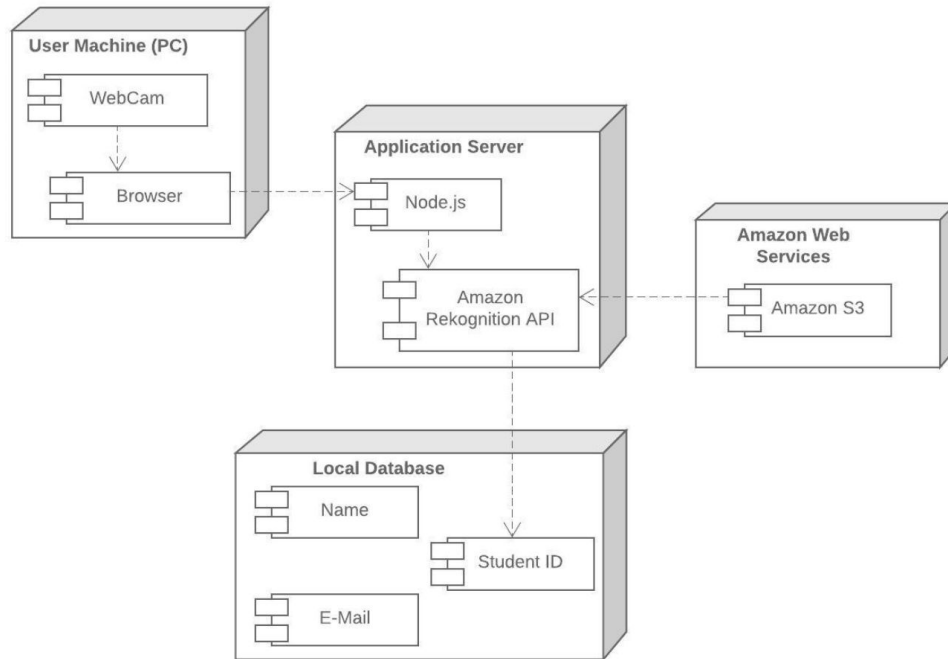 User Machine (PC)
WebCam
Browser
Application Server
Node.js
Amazon
Rekognition API
Amazon Web
Services
Amazon S3
Local Database
Name
Student ID
E-Mail